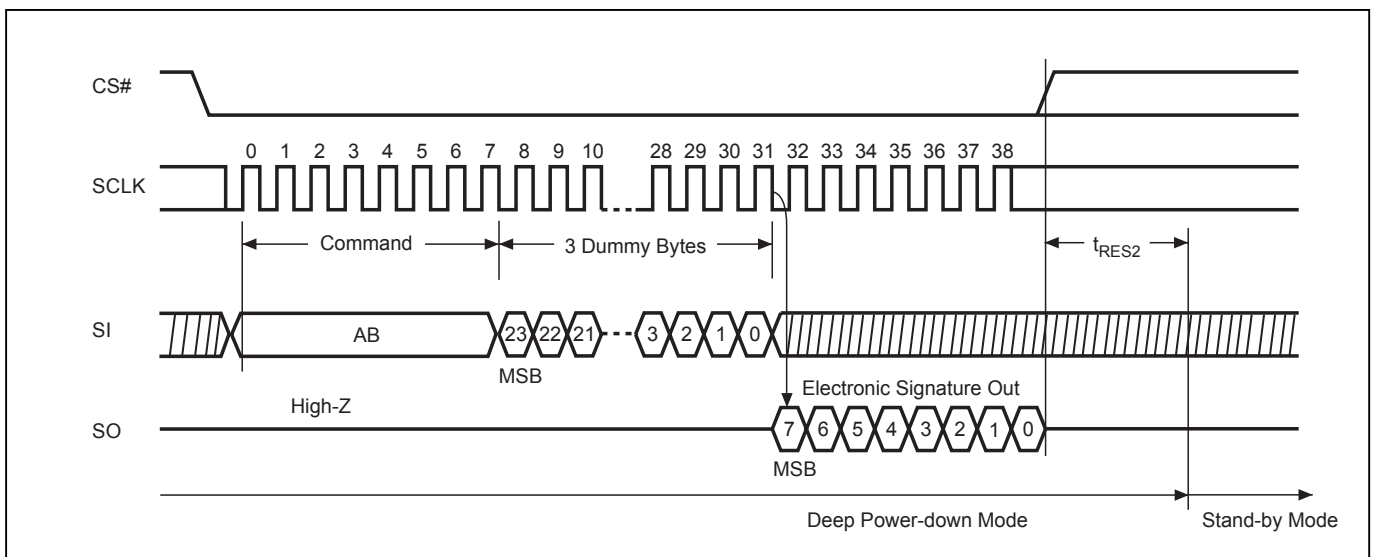 CS#
0 1 2 3 4 5 6 7 8 9 10 28 29 30 31 32 33 34 35 36 37 38
SCLK
Command
3 Dummy Bytes
tRES2
SI
AB
23 22 21 3 2 1 0
MSB
Electronic Signature Out
High-Z
SO
7 6 5 4 3 2 1 0
MSB
Deep Power-down Mode
Stand-by Mode